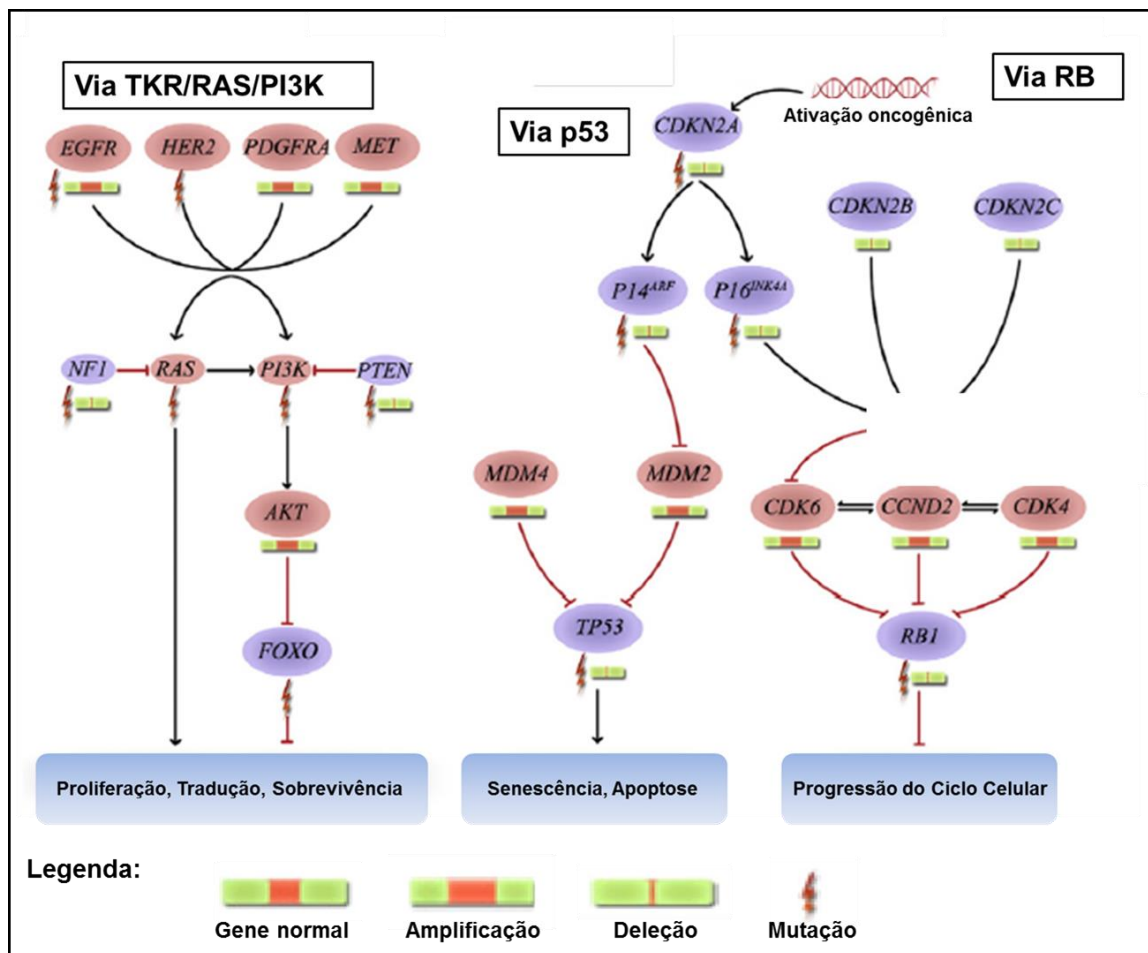 Via TKR/RAS/PI3K
EGFR
HER2
PDGFRA
MET
NF1
RAS
PI3K
PTEN
AKT
FOXO
Proliferação, Tradução, Sobrevivência
Via p53
CDKN2A
Ativação oncogênica
P14ARF
P16INK4A
MDM4
MDM2
TP53
Senescência, Apoptose
Via RB
CDKN2B
CDKN2C
CDK6
CCND2
CDK4
RB1
Progressão do Ciclo Celular
Legenda:
Gene normal
Amplificação
Deleção
Mutação